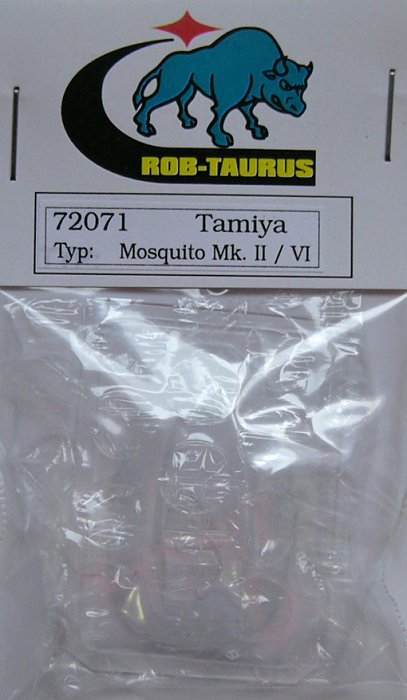 ROB-TAURUS
72071 Tamiya
Typ: Mosquito Mk. II / VI